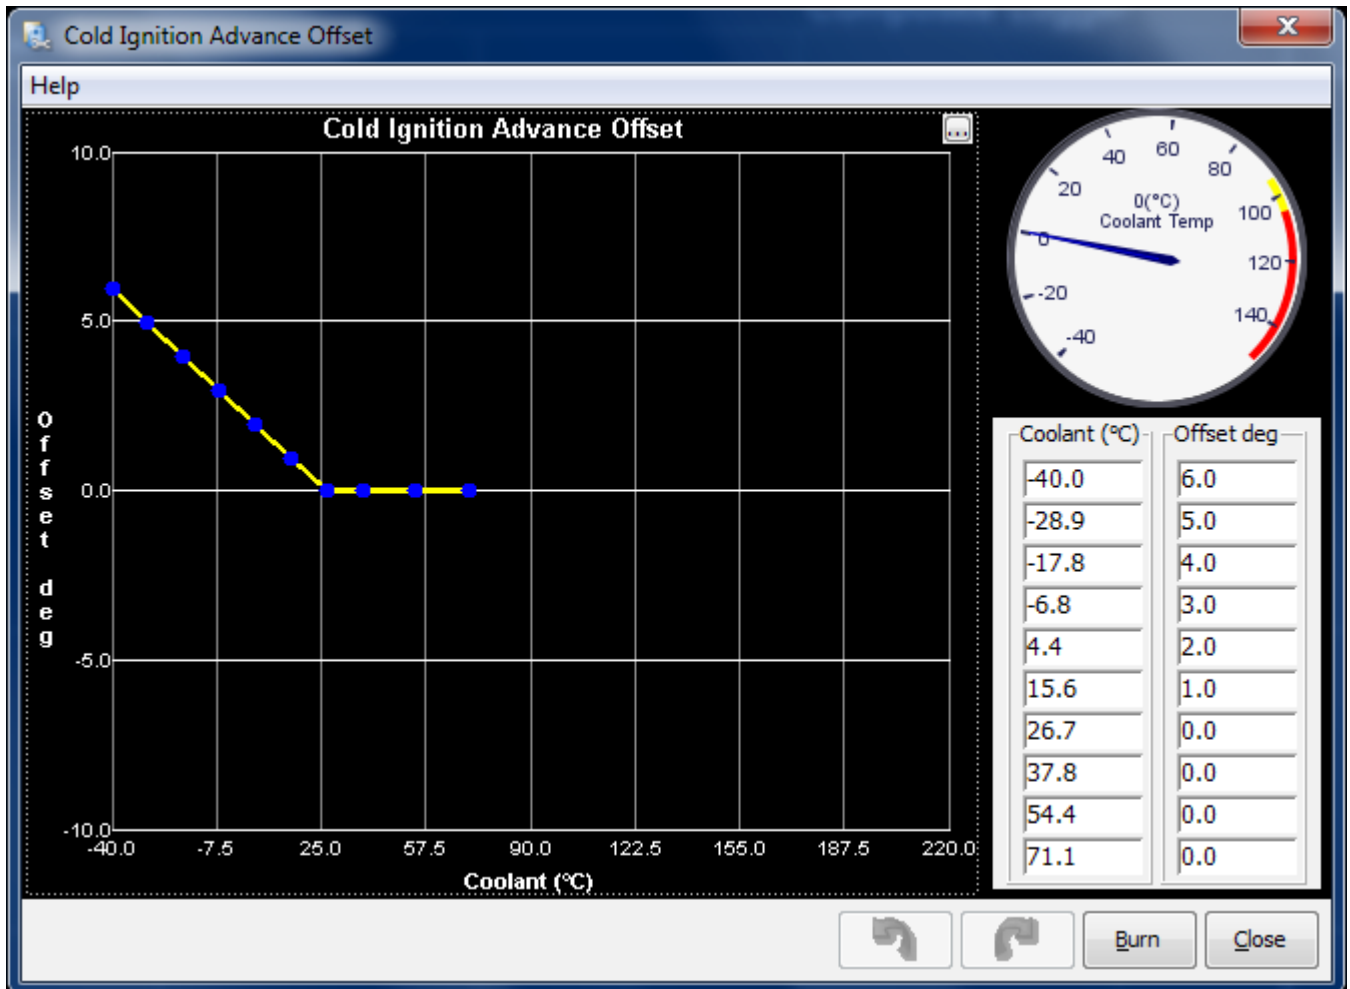 Cold Ignition Advance Offset
X
Help
Cold Ignition Advance Offset
...
10.0
5.0
0.0
-5.0
-10.0
Offset deg
-40.0 -7.5 25.0 57.5 90.0 122.5 155.0 187.5 220.0
Coolant (°C)
-40 -20 0 20 40 60 80 100 120 140
0(°C)
Coolant Temp
Coolant (°C) Offset deg
-40.0 6.0
-28.9 5.0
-17.8 4.0
-6.8 3.0
4.4 2.0
15.6 1.0
26.7 0.0
37.8 0.0
54.4 0.0
71.1 0.0
Burn Close